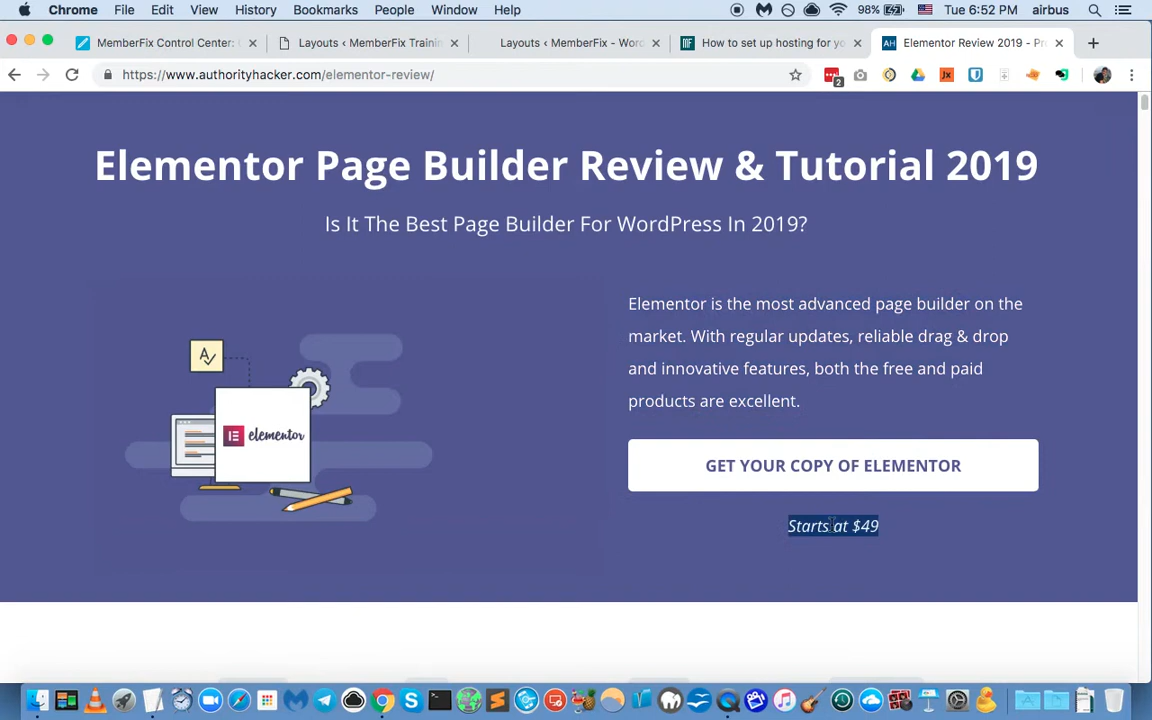 Chrome File Edit View History Bookmarks People Window Help 98% Tue 6:52 PM airbus
MemberFix Control Center: Layouts ‹ MemberFix Trainin Layouts ‹ MemberFix - Wor How to set up hosting for yo AH Elementor Review 2019 - Pr
https://www.authorityhacker.com/elementor-review/
Elementor Page Builder Review & Tutorial 2019
Is It The Best Page Builder For WordPress In 2019?
Elementor is the most advanced page builder on the
market. With regular updates, reliable drag & drop
and innovative features, both the free and paid
products are excellent.
elementor
GET YOUR COPY OF ELEMENTOR
Starts at $49